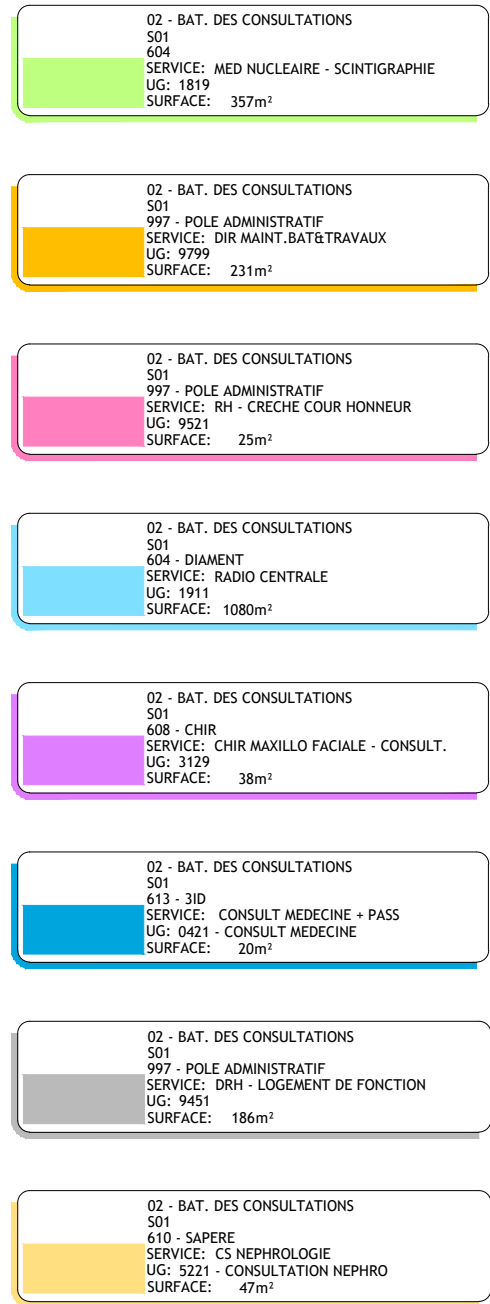 02 - BAT. DES CONSULTATIONS
S01
604
SERVICE: MED NUCLEAIRE - SCINTIGRAPHIE
UG: 1819
SURFACE: 357m²
02 - BAT. DES CONSULTATIONS
S01
997 - POLE ADMINISTRATIF
SERVICE: DIR MAINT.BAT&TRAVAUX
UG: 9799
SURFACE: 231m²
02 - BAT. DES CONSULTATIONS
S01
997 - POLE ADMINISTRATIF
SERVICE: RH - CRECHE COUR HONNEUR
UG: 9521
SURFACE: 25m²
02 - BAT. DES CONSULTATIONS
S01
604 - DIAMENT
SERVICE: RADIO CENTRALE
UG: 1911
SURFACE: 1080m²
02 - BAT. DES CONSULTATIONS
S01
608 - CHIR
SERVICE: CHIR MAXILLO FACIALE - CONSULT.
UG: 3129
SURFACE: 38m²
02 - BAT. DES CONSULTATIONS
S01
613 - 3ID
SERVICE: CONSULT MEDECINE + PASS
UG: 0421 - CONSULT MEDECINE
SURFACE: 20m²
02 - BAT. DES CONSULTATIONS
S01
997 - POLE ADMINISTRATIF
SERVICE: DRH - LOGEMENT DE FONCTION
UG: 9451
SURFACE: 186m²
02 - BAT. DES CONSULTATIONS
S01
610 - SAPERE
SERVICE: CS NEPHROLOGIE
UG: 5221 - CONSULTATION NEPHRO
SURFACE: 47m²